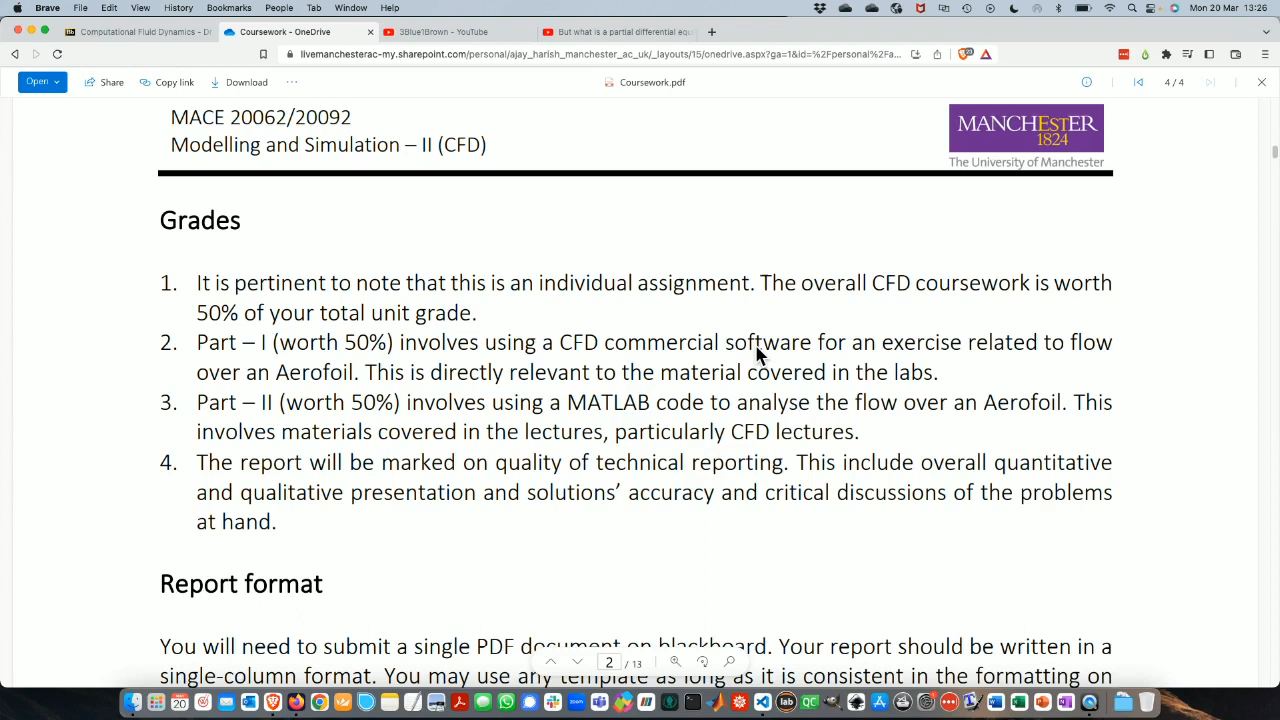 Brave File Edit View History Bookmarks People Tab Window Help
Mon 20 Mar 13:26
Computational Fluid Dynamics - Dr
Coursework - OneDrive
3Blue1Brown - YouTube
But what is a partial differential equ
livemanchesterac-my.sharepoint.com/personal/ajay_harish_manchester_ac_uk/_layouts/15/onedrive.aspx?ga=1&id=%2Fpersonal%2Fa...
Open
Share
Copy link
Download
Coursework.pdf
4 / 4
MACE 20062/20092
Modelling and Simulation – II (CFD)
MANCHESTER
1824
The University of Manchester
Grades
1. It is pertinent to note that this is an individual assignment. The overall CFD coursework is worth
50% of your total unit grade.
2. Part – I (worth 50%) involves using a CFD commercial software for an exercise related to flow
over an Aerofoil. This is directly relevant to the material covered in the labs.
3. Part – II (worth 50%) involves using a MATLAB code to analyse the flow over an Aerofoil. This
involves materials covered in the lectures, particularly CFD lectures.
4. The report will be marked on quality of technical reporting. This include overall quantitative
and qualitative presentation and solutions’ accuracy and critical discussions of the problems
at hand.
Report format
You will need to submit a single PDF document on blackboard. Your report should be written in a
single-column format. You may use any template as long as it is consistent in the formatting on
2 / 13